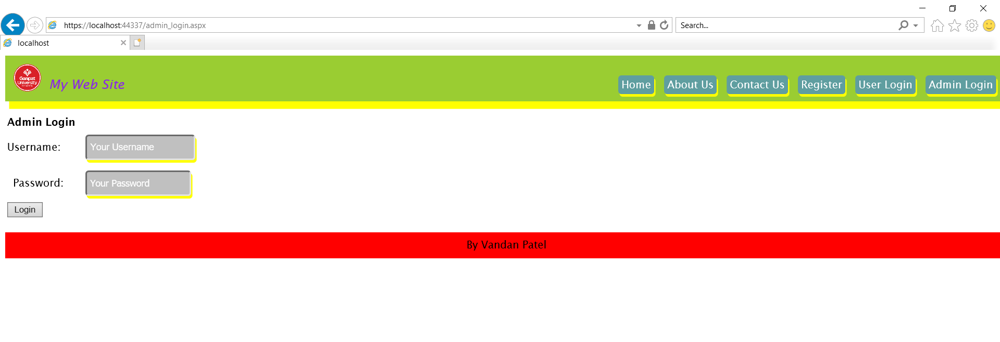 https://localhost:44337/admin_login.aspx
Search...
localhost
Ganpat
University
My Web Site
Home
About Us
Contact Us
Register
User Login
Admin Login
Admin Login
Username:
Your Username
Password:
Your Password
Login
By Vandan Patel